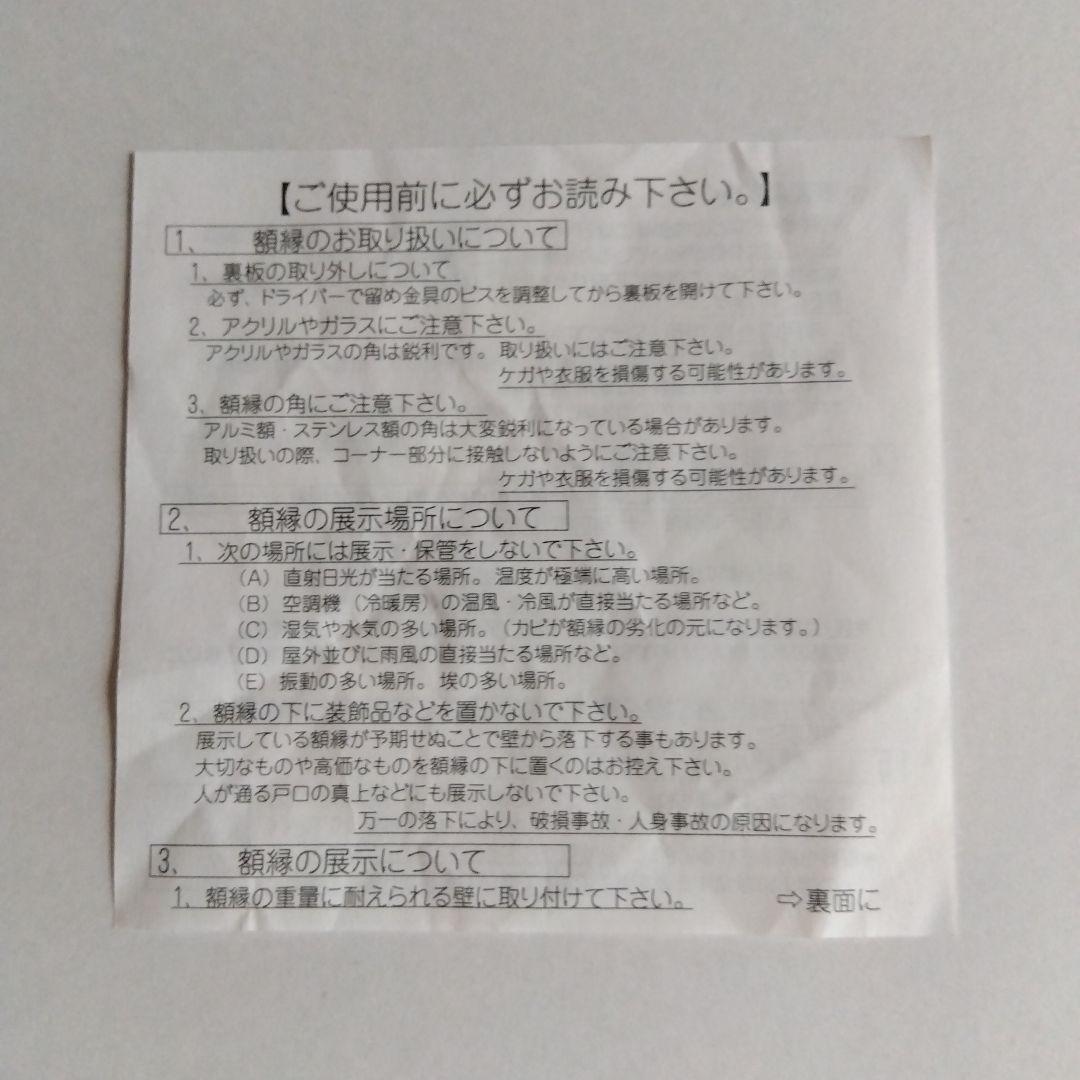 【ご使用前に必ずお読み下さい。】
1、 額縁のお取り扱いについて
1、裏板の取り外しについて
必ず、ドライバーで留め金具のビスを調整してから裏板を開けて下さい。
2、アクリルやガラスにご注意下さい。
アクリルやガラスの角は鋭利です。取り扱いにはご注意下さい。
ケガや衣服を損傷する可能性があります。
3、額縁の角にご注意下さい。
アルミ額・ステンレス額の角は大変鋭利になっている場合があります。
取り扱いの際、コーナー部分に接触しないようにご注意下さい。
ケガや衣服を損傷する可能性があります。
2、 額縁の展示場所について
1、次の場所には展示・保管をしないで下さい。
（A）直射日光が当たる場所。温度が極端に高い場所。
（B）空調機（冷暖房）の温風・冷風が直接当たる場所など。
（C）湿気や水気の多い場所。（カビが額縁の劣化の元になります。）
（D）屋外並びに雨風の直接当たる場所など。
（E）振動の多い場所。埃の多い場所。
2、額縁の下に装飾品などを置かないで下さい。
展示している額縁が予期せぬことで壁から落下する事もあります。
大切なものや高価なものを額縁の下に置くのはお控え下さい。
人が通る戸口の真上などにも展示しないで下さい。
万一の落下により、破損事故・人身事故の原因になります。
3、 額縁の展示について
1、額縁の重量に耐えられる壁に取り付けて下さい。
⇨裏面に